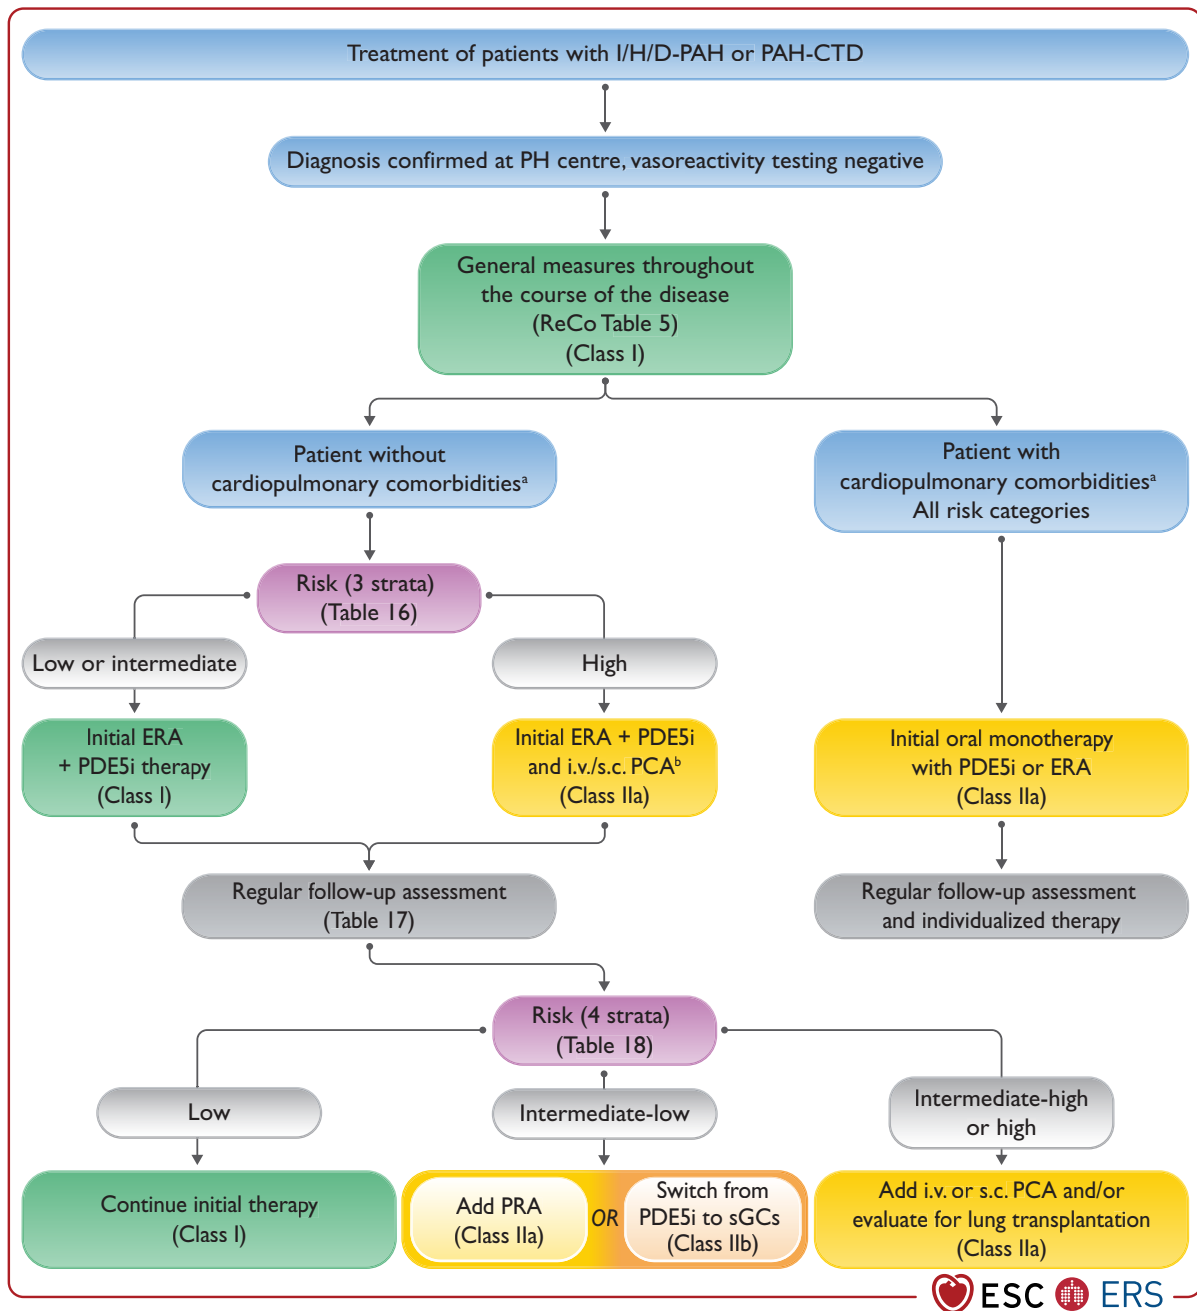 Treatment of patients with I/H/D-PAH or PAH-CTD
Diagnosis confirmed at PH centre, vasoreactivity testing negative
General measures throughout
the course of the disease
(ReCo Table 5)
(Class I)
Patient without
cardiopulmonary comorbiditiesᵃ
Patient with
cardiopulmonary comorbiditiesᵃ
All risk categories
Risk (3 strata)
(Table 16)
Low or intermediate
High
Initial ERA
+ PDE5i therapy
(Class I)
Initial ERA + PDE5i
and i.v./s.c. PCAᵇ
(Class IIa)
Initial oral monotherapy
with PDE5i or ERA
(Class IIa)
Regular follow-up assessment
(Table 17)
Regular follow-up assessment
and individualized therapy
Risk (4 strata)
(Table 18)
Low
Intermediate-low
Intermediate-high
or high
Continue initial therapy
(Class I)
Add PRA
(Class IIa)
OR
Switch from
PDE5i to sGCs
(Class IIb)
Add i.v. or s.c. PCA and/or
evaluate for lung transplantation
(Class IIa)
ESC ERS